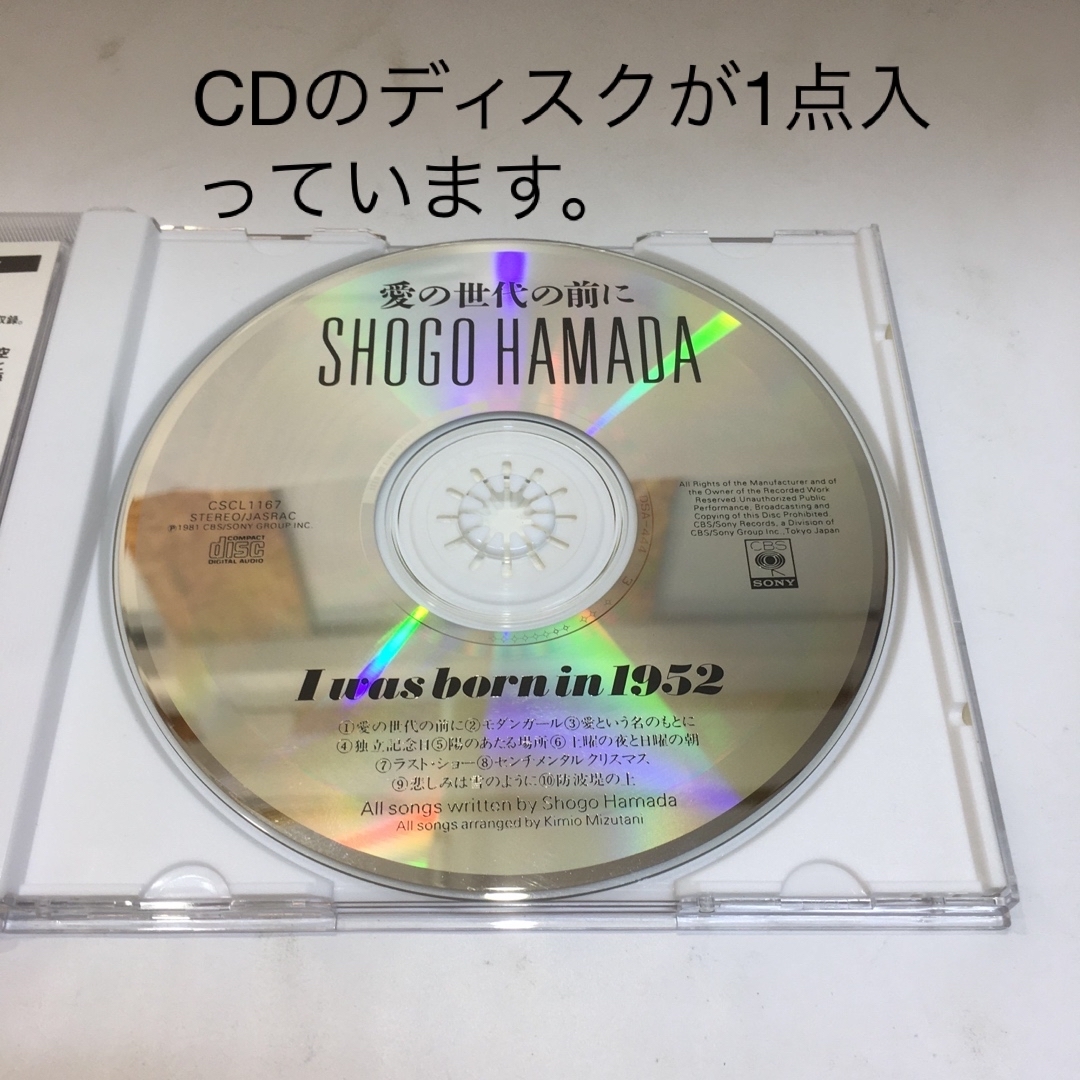 CDのディスクが1点入
っています。
収録。
愛の世代の前に
SHOGO HAMADA
CSCL1167
STEREO/JASRAC
Ⓟ1981 CBS/SONY GROUP INC.
COMPACT
disc
DIGITAL AUDIO
All Rights of the Manufacturer and of
the Owner of the Recorded Work
Reserved.Unauthorized Public
Performance, Broadcasting and
Copying of this Disc Prohibited.
CBS/Sony Records, a Division of
CBS/Sony Group Inc.,Tokyo Japan
CBS
SONY
I was born in 1952
①愛の世代の前に②モダンガール③愛という名のもとに
④独立記念日⑤陽のあたる場所⑥土曜の夜と日曜の朝
⑦ラスト・ショー⑧センチメンタルクリスマス
⑨悲しみは雪のように⑩防波堤の上
All songs written by Shogo Hamada
All songs arranged by Kimio Mizutani